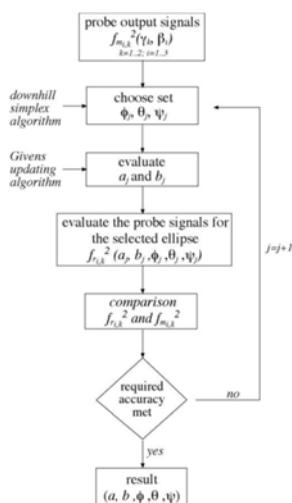 probe output signals
f_{m_{i,k}}^2(γ_i, β_i)
k=1..2; i=1..3
downhill
simplex
algorithm
choose set
ϕ_j, θ_j, ψ_j
Givens
updating
algorithm
evaluate
a_j and b_j
evaluate the probe signals for
the selected ellipse
f_{r_{i,k}}^2 (a_j, b_j ,ϕ_j ,θ_j ,ψ_j)
j=j+1
comparison
f_{r_{i,k}}^2 and f_{m_{i,k}}^2
required
accuracy
met
no
yes
result
(a, b ,ϕ ,θ ,ψ)